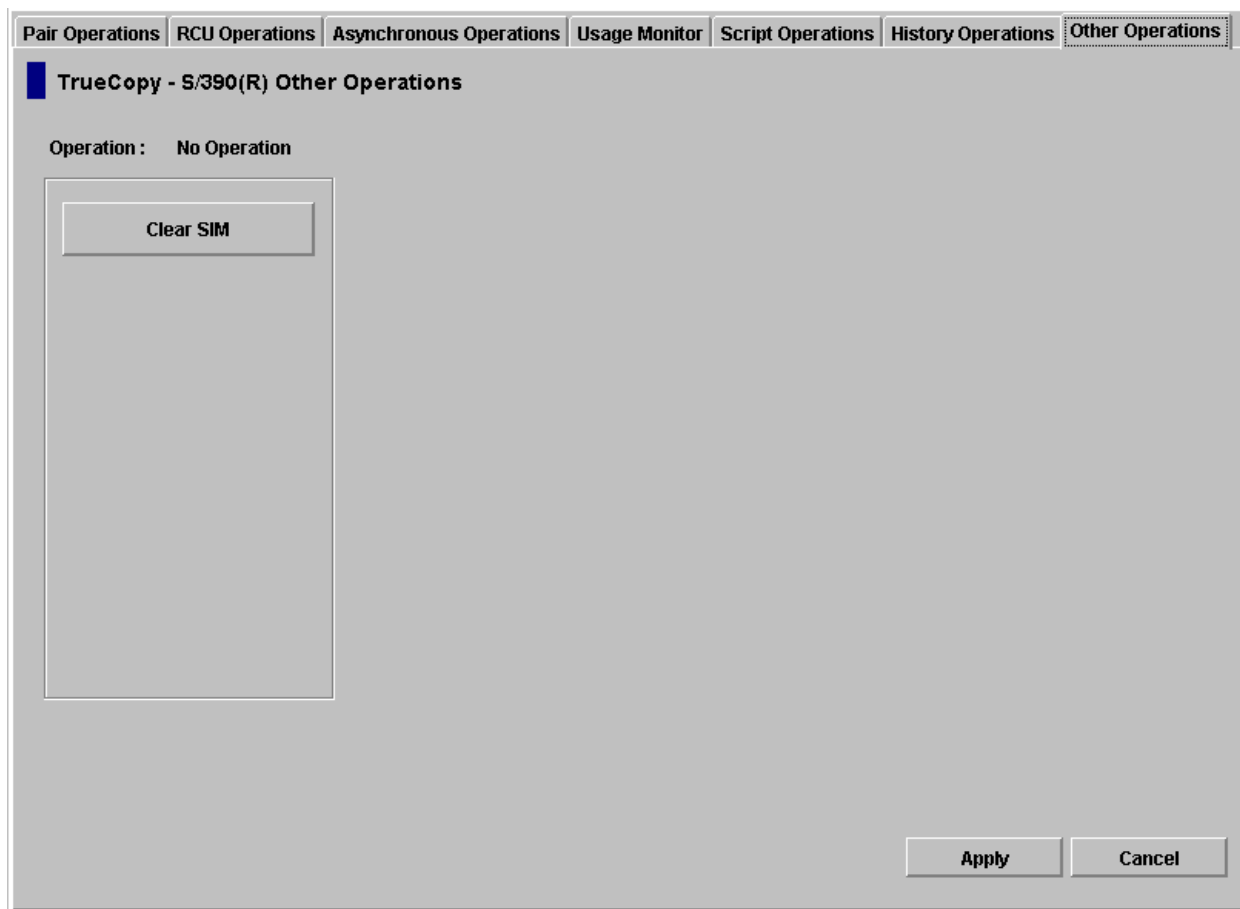 Pair Operations RCU Operations Asynchronous Operations Usage Monitor Script Operations History Operations Other Operations
TrueCopy - S/390(R) Other Operations
Operation : No Operation
Clear SIM
Apply Cancel